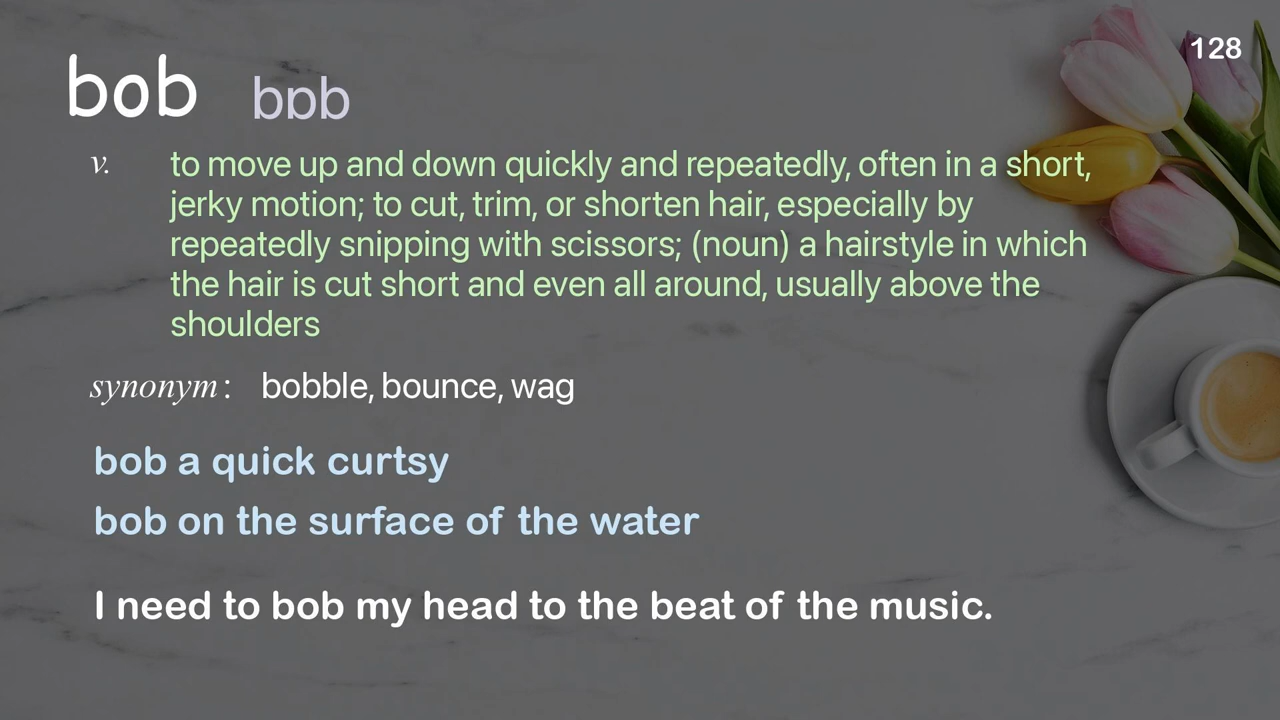 128
bob bɒb
v. to move up and down quickly and repeatedly, often in a short,
jerky motion; to cut, trim, or shorten hair, especially by
repeatedly snipping with scissors; (noun) a hairstyle in which
the hair is cut short and even all around, usually above the
shoulders
synonym: bobble, bounce, wag
bob a quick curtsy
bob on the surface of the water
I need to bob my head to the beat of the music.